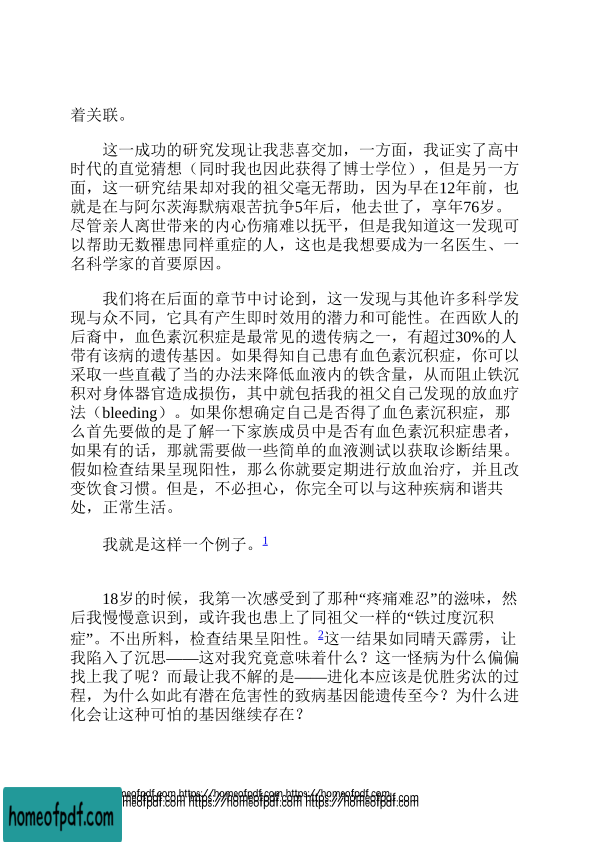 着关联。
这一成功的研究发现让我悲喜交加，一方面，我证实了高中
时代的直觉猜想（同时我也因此获得了博士学位），但是另一方
面，这一研究结果却对我的祖父毫无帮助，因为早在12年前，也
就是在与阿尔茨海默病艰苦抗争5年后，他去世了，享年76岁。
尽管亲人离世带来的内心伤痛难以抚平，但是我知道这一发现可
以帮助无数罹患同样重症的人，这也是我想要成为一名医生、一
名科学家的首要原因。
我们将在后面的章节中讨论到，这一发现与其他许多科学发
现与众不同，它具有产生即时效用的潜力和可能性。在西欧人的
后裔中，血色素沉积症是最常见的遗传病之一，有超过30%的人
带有该病的遗传基因。如果得知自己患有血色素沉积症，你可以
采取一些直截了当的办法来降低血液内的铁含量，从而阻止铁沉
积对身体器官造成损伤，其中就包括我的祖父自己发现的放血疗
法（bleeding）。如果你想确定自己是否得了血色素沉积症，那
么首先要做的是了解一下家族成员中是否有血色素沉积症患者，
如果有的话，那就需要做一些简单的血液测试以获取诊断结果。
假如检查结果呈现阳性，那么你就要定期进行放血治疗，并且改
变饮食习惯。但是，不必担心，你完全可以与这种疾病和谐共
处，正常生活。
我就是这样一个例子。1
18岁的时候，我第一次感受到了那种“疼痛难忍”的滋味，然
后我慢慢意识到，或许我也患上了同祖父一样的“铁过度沉积
症”。不出所料，检查结果呈阳性。2这一结果如同晴天霹雳，让
我陷入了沉思——这对我究竟意味着什么？这一怪病为什么偏偏
找上我了呢？而最让我不解的是——进化本应该是优胜劣汰的过
程，为什么如此有潜在危害性的致病基因能遗传至今？为什么进
化会让这种可怕的基因继续存在？
homeofpdf.com https://homeofpdf.com https://homeofpdf.com
homeofpdf.com https://homeofpdf.com https://homeofpdf.com
homeofpdf.com